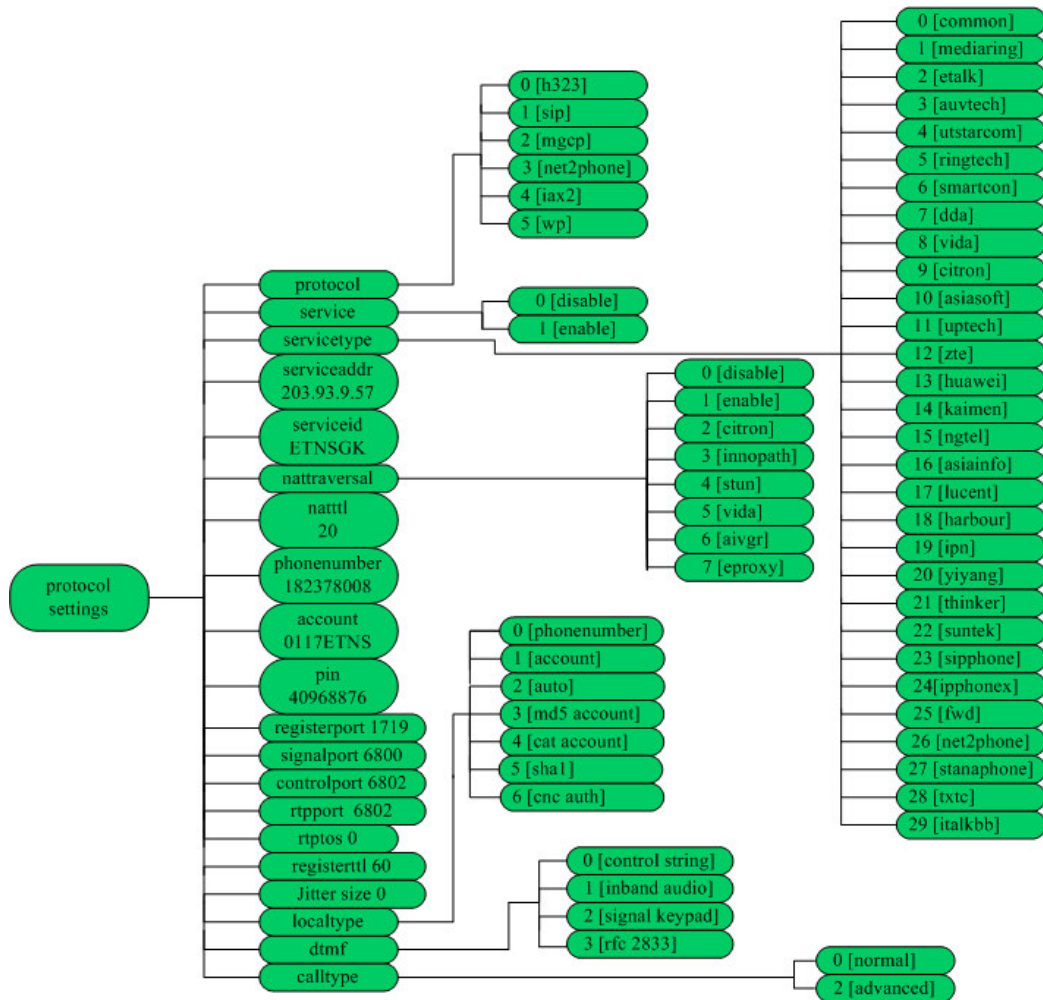 protocol
settings
protocol
service
servicetype
serviceaddr
203.93.9.57
serviceid
ETNSGK
nattraversal
natttl
20
phonenumber
182378008
account
0117ETNS
pin
40968876
registerport 1719
signalport 6800
controlport 6802
rtpport 6802
rtptos 0
registerttl 60
Jitter size 0
localtype
dtmf
calltype
0 [h323]
1 [sip]
2 [mgcp]
3 [net2phone]
4 [iax2]
5 [wp]
0 [disable]
1 [enable]
0 [common]
1 [mediaring]
2 [etalk]
3 [auvtech]
4 [utstarcom]
5 [ringtech]
6 [smartcon]
7 [dda]
8 [vida]
9 [citron]
10 [asiasoft]
11 [uptech]
12 [zte]
13 [huawei]
14 [kaimen]
15 [ngtel]
16 [asiainfo]
17 [lucent]
18 [harbour]
19 [ipn]
20 [yiyang]
21 [thinker]
22 [suntek]
23 [sipphone]
24[ipphonex]
25 [fwd]
26 [net2phone]
27 [stanaphone]
28 [txtc]
29 [italkbb]
0 [disable]
1 [enable]
2 [citron]
3 [innopath]
4 [stun]
5 [vida]
6 [aivgr]
7 [eproxy]
0 [phonenumber]
1 [account]
2 [auto]
3 [md5 account]
4 [cat account]
5 [sha1]
6 [cnc auth]
0 [control string]
1 [inband audio]
2 [signal keypad]
3 [rfc 2833]
0 [normal]
2 [advanced]